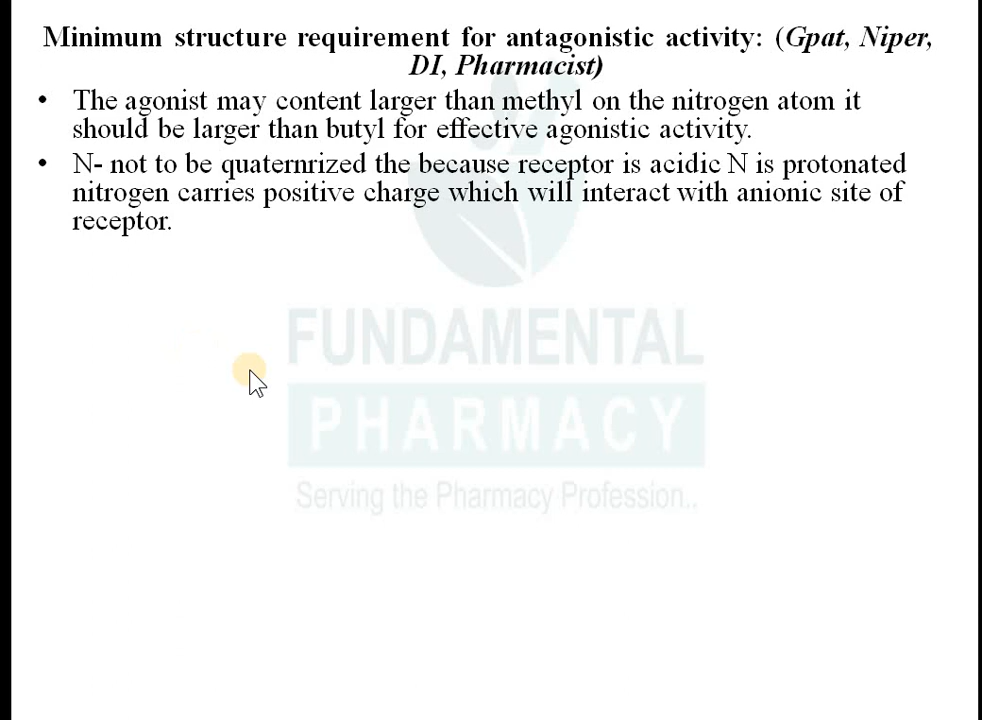 Minimum structure requirement for antagonistic activity: (Gpat, Niper,
DI, Pharmacist)
• The agonist may content larger than methyl on the nitrogen atom it
should be larger than butyl for effective agonistic activity.
• N- not to be quaternrized the because receptor is acidic N is protonated
nitrogen carries positive charge which will interact with anionic site of
receptor.
FUNDAMENTAL
PHARMACY
Serving the Pharmacy Profession..